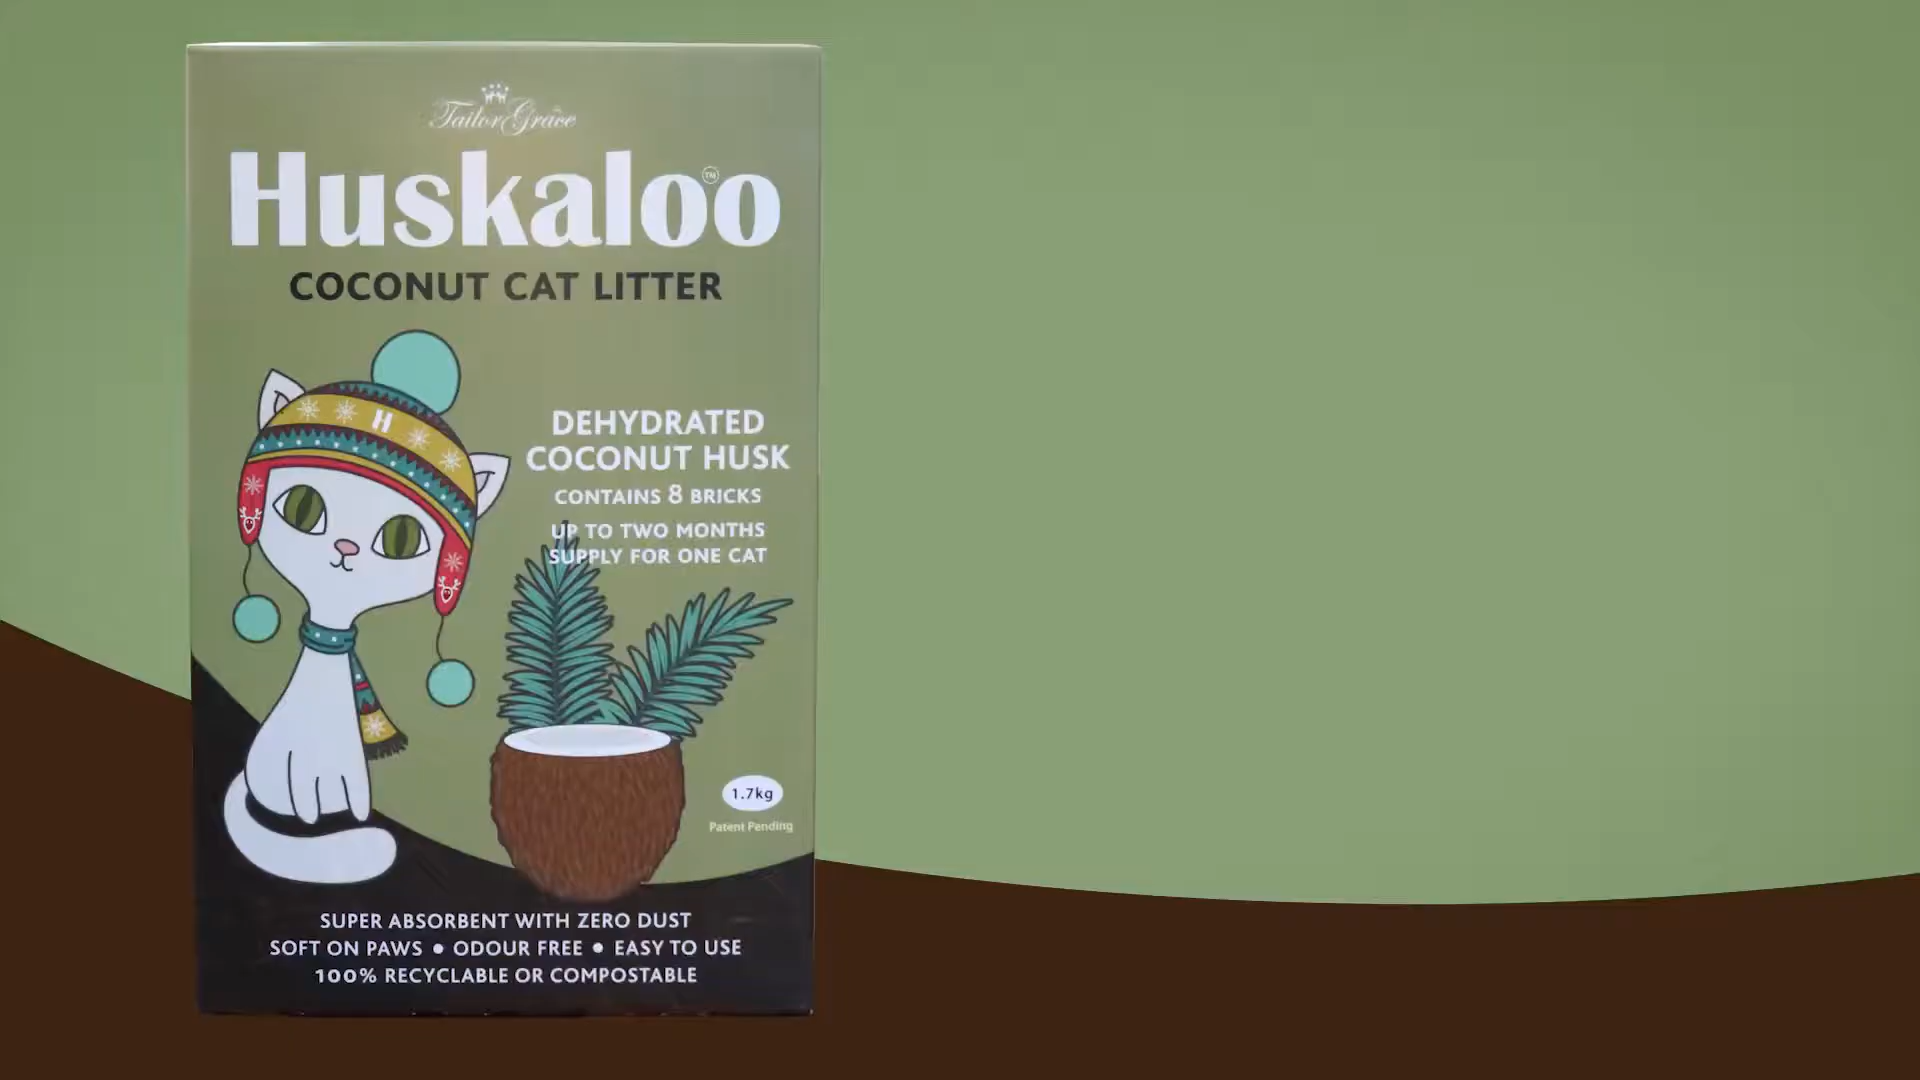 Tailor Grace
Huskaloo
TM
COCONUT CAT LITTER
H
DEHYDRATED
COCONUT HUSK
CONTAINS 8 BRICKS
UP TO TWO MONTHS
SUPPLY FOR ONE CAT
1.7kg
Patent Pending
SUPER ABSORBENT WITH ZERO DUST
SOFT ON PAWS • ODOUR FREE • EASY TO USE
100% RECYCLABLE OR COMPOSTABLE